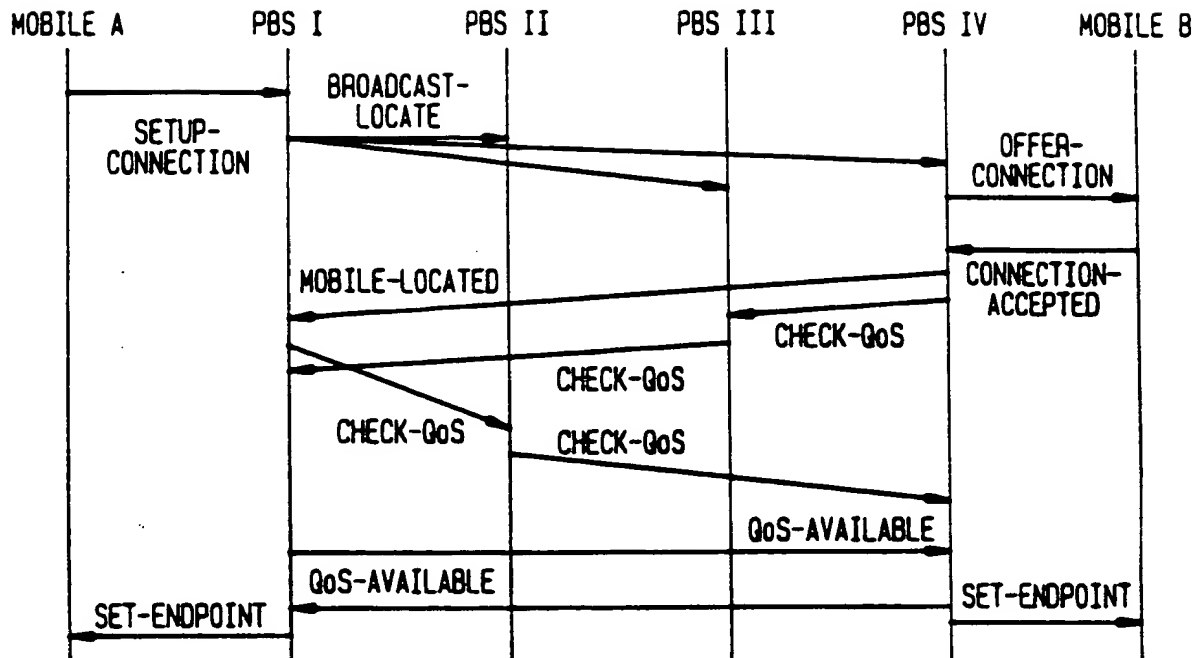 MOBILE A
PBS I
PBS II
PBS III
PBS IV
MOBILE B
BROADCAST-
LOCATE
SETUP-
CONNECTION
OFFER-
CONNECTION
MOBILE-LOCATED
CONNECTION-
ACCEPTED
CHECK-QoS
CHECK-QoS
CHECK-QoS
CHECK-QoS
QoS-AVAILABLE
QoS-AVAILABLE
SET-ENDPOINT
SET-ENDPOINT